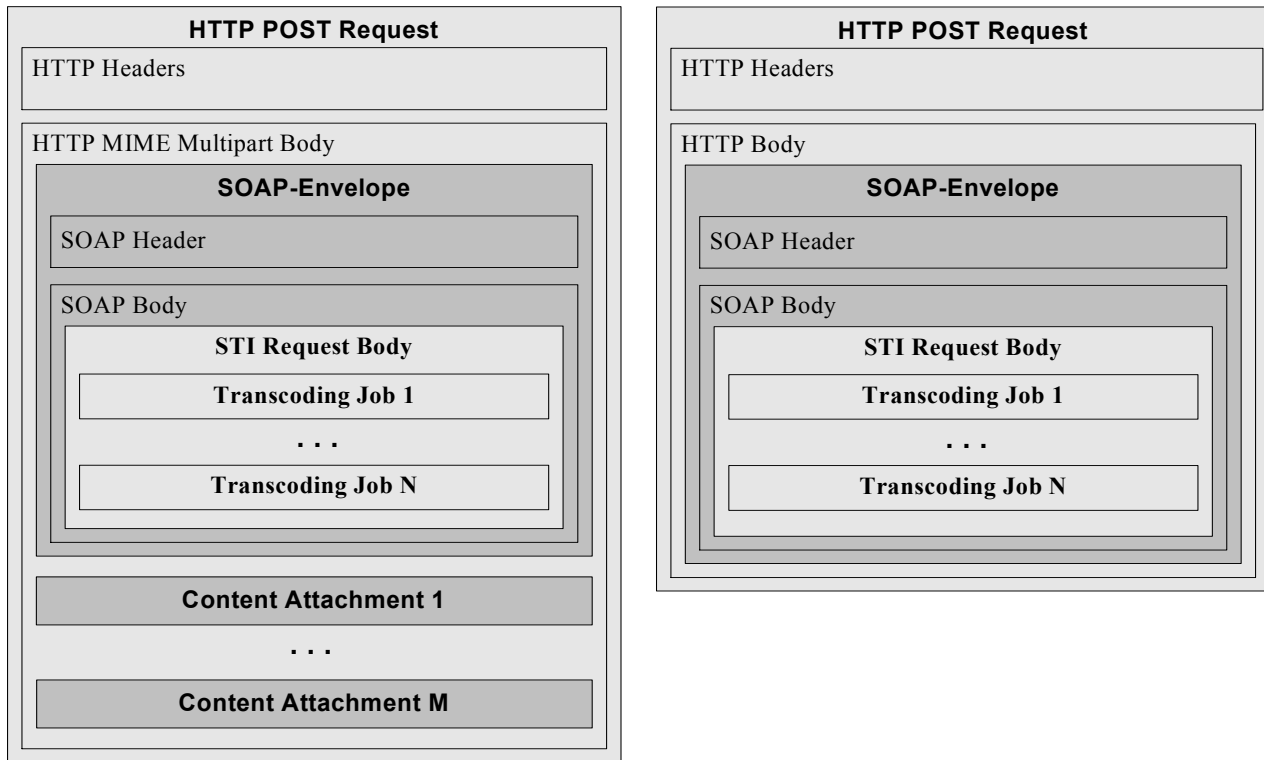 HTTP POST Request
HTTP Headers
HTTP MIME Multipart Body
SOAP-Envelope
SOAP Header
SOAP Body
STI Request Body
Transcoding Job 1
. . .
Transcoding Job N
Content Attachment 1
. . .
Content Attachment M
HTTP POST Request
HTTP Headers
HTTP Body
SOAP-Envelope
SOAP Header
SOAP Body
STI Request Body
Transcoding Job 1
. . .
Transcoding Job N